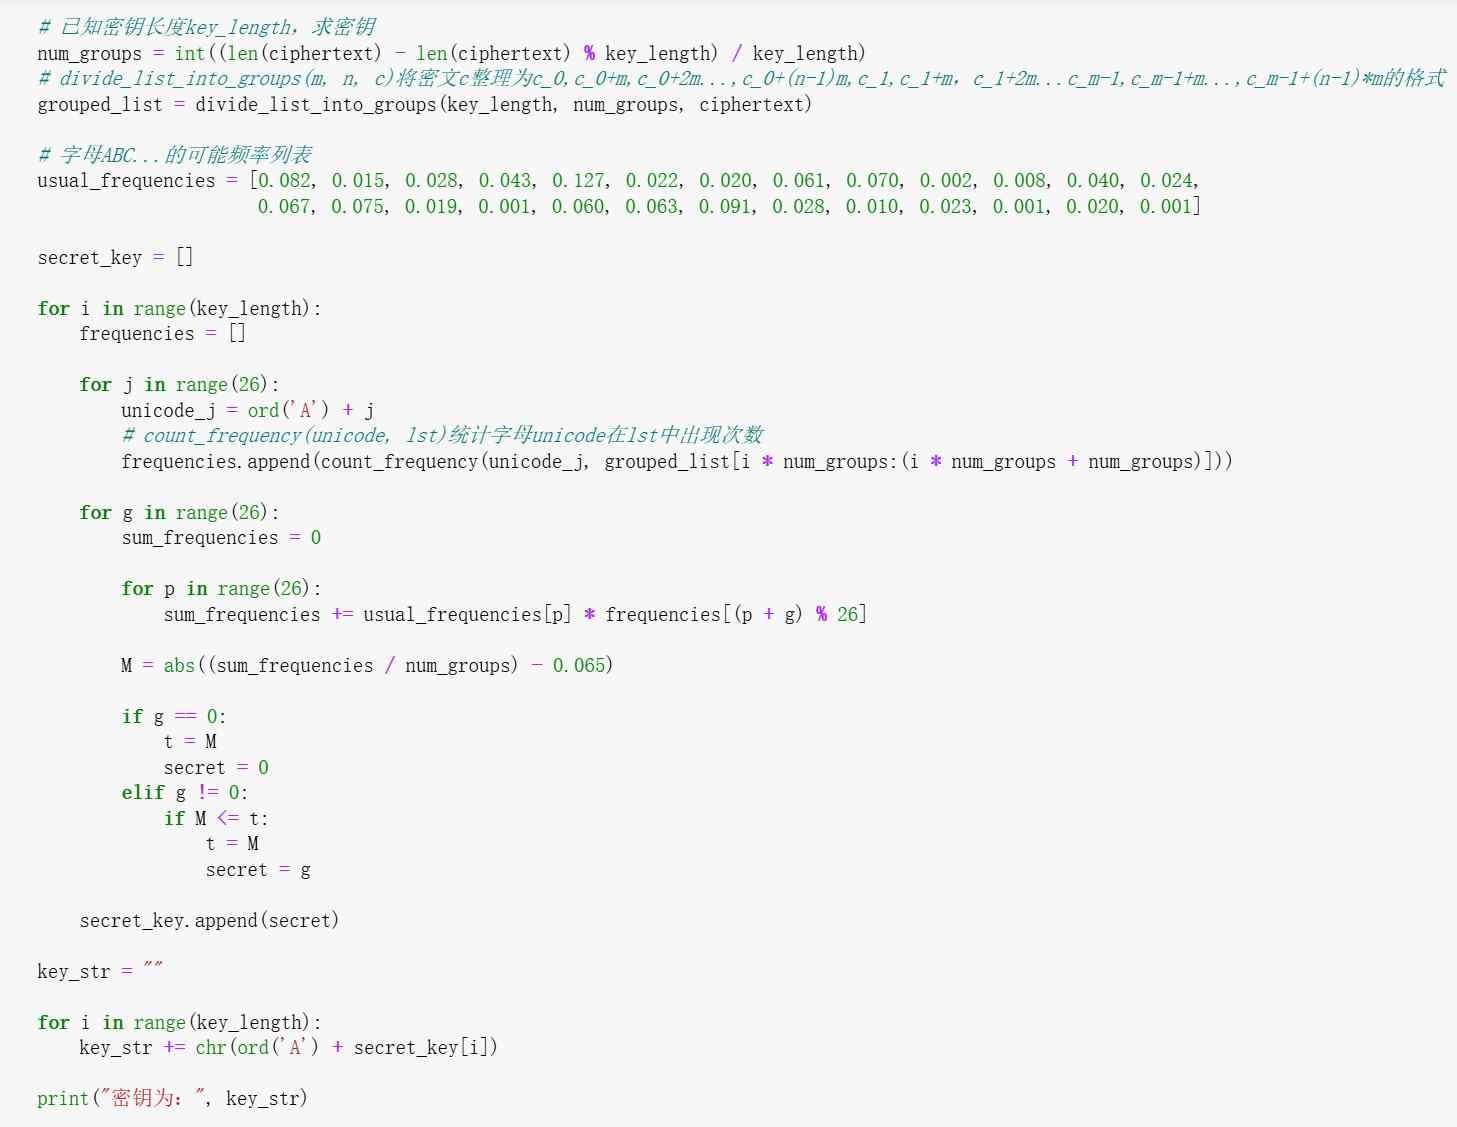 # 已知密钥长度key_length，求密钥
num_groups = int((len(ciphertext) - len(ciphertext) % key_length) / key_length)
# divide_list_into_groups(m, n, c)将密文c整理为c_0,c_0+m,c_0+2m...,c_0+(n-1)m,c_1,c_1+m，c_1+2m...c_m-1,c_m-1+m...,c_m-1+(n-1)*m的格式
grouped_list = divide_list_into_groups(key_length, num_groups, ciphertext)

# 字母ABC...的可能频率列表
usual_frequencies = [0.082, 0.015, 0.028, 0.043, 0.127, 0.022, 0.020, 0.061, 0.070, 0.002, 0.008, 0.040, 0.024,
                     0.067, 0.075, 0.019, 0.001, 0.060, 0.063, 0.091, 0.028, 0.010, 0.023, 0.001, 0.020, 0.001]

secret_key = []

for i in range(key_length):
    frequencies = []

    for j in range(26):
        unicode_j = ord('A') + j
        # count_frequency(unicode, lst)统计字母unicode在lst中出现次数
        frequencies.append(count_frequency(unicode_j, grouped_list[i * num_groups:(i * num_groups + num_groups)]))

    for g in range(26):
        sum_frequencies = 0

        for p in range(26):
            sum_frequencies += usual_frequencies[p] * frequencies[(p + g) % 26]

        M = abs((sum_frequencies / num_groups) - 0.065)

        if g == 0:
            t = M
            secret = 0
        elif g != 0:
            if M <= t:
                t = M
                secret = g

    secret_key.append(secret)

key_str = ""

for i in range(key_length):
    key_str += chr(ord('A') + secret_key[i])

print("密钥为：", key_str)